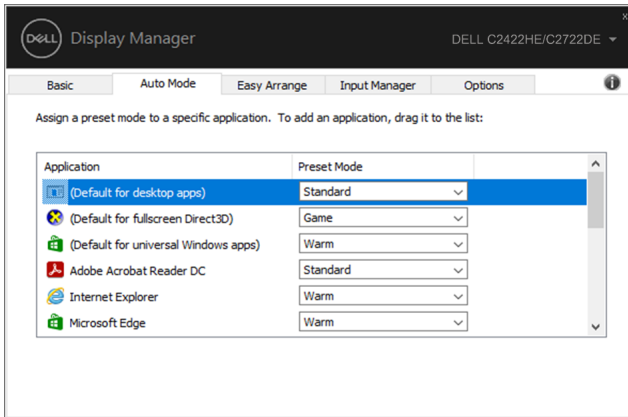 DELL Display Manager DELL C2422HE/C2722DE
Basic Auto Mode Easy Arrange Input Manager Options
Assign a preset mode to a specific application. To add an application, drag it to the list:
Application Preset Mode
(Default for desktop apps) Standard
(Default for fullscreen Direct3D) Game
(Default for universal Windows apps) Warm
Adobe Acrobat Reader DC Standard
Internet Explorer Warm
Microsoft Edge Warm